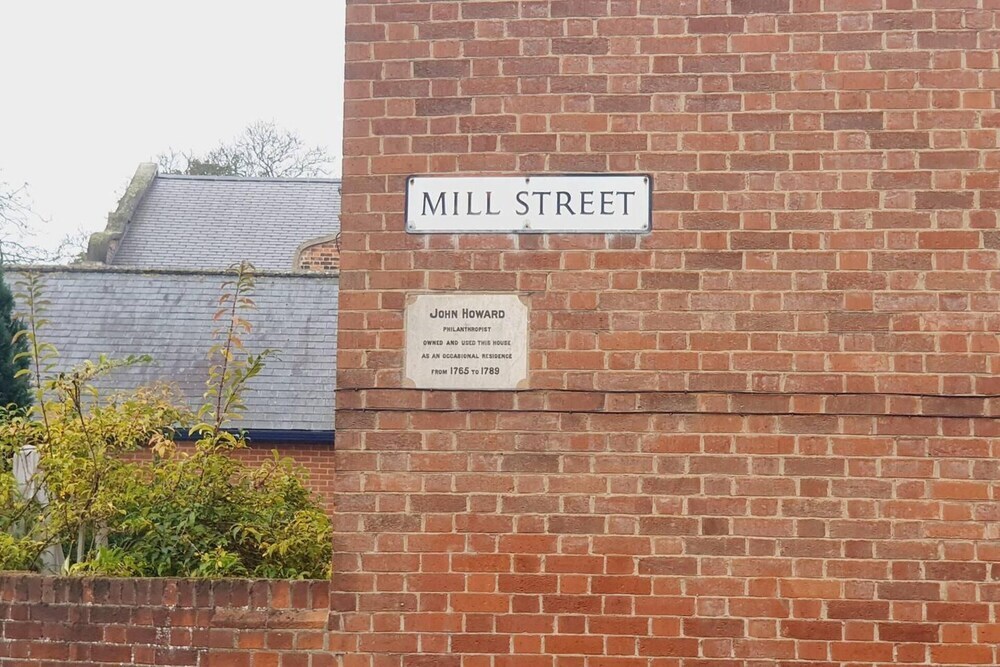 MILL STREET
JOHN HOWARD
PHILANTHROPIST
OWNED AND USED THIS HOUSE
AS AN OCCASIONAL RESIDENCE
FROM 1765 TO 1789